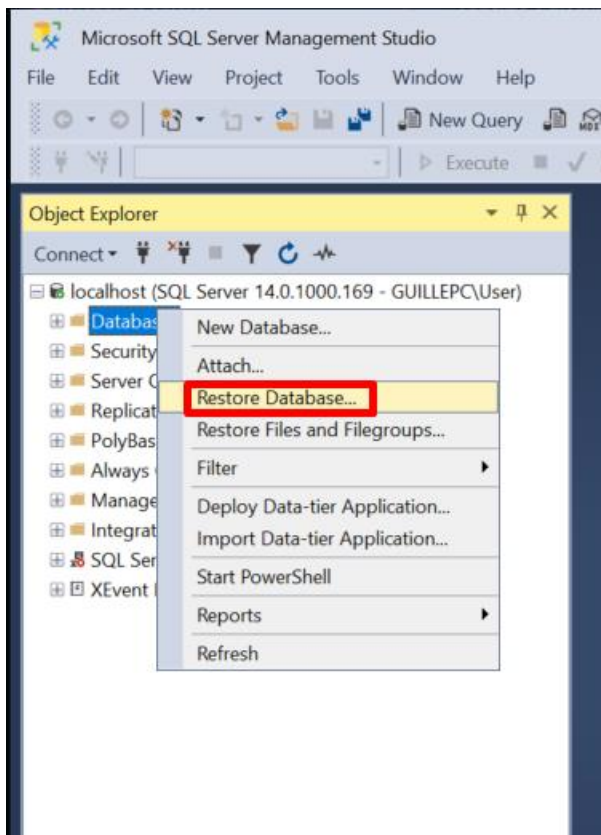 Microsoft SQL Server Management Studio
File Edit View Project Tools Window Help
New Query
Execute
Object Explorer
Connect
localhost (SQL Server 14.0.1000.169 - GUILLEPC\User)
Databas
Security
Server
Replicat
PolyBas
Always
Manage
Integrat
SQL Ser
XEvent
New Database...
Attach...
Restore Database...
Restore Files and Filegroups...
Filter
Deploy Data-tier Application...
Import Data-tier Application...
Start PowerShell
Reports
Refresh